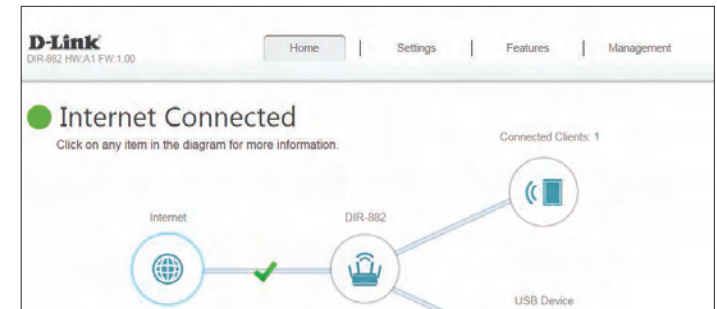 D-Link
DIR-882 HW:A1 FW:1.00
Home | Settings | Features | Management
Internet Connected
Click on any item in the diagram for more information.
Connected Clients: 1
Internet
DIR-882
USB Device